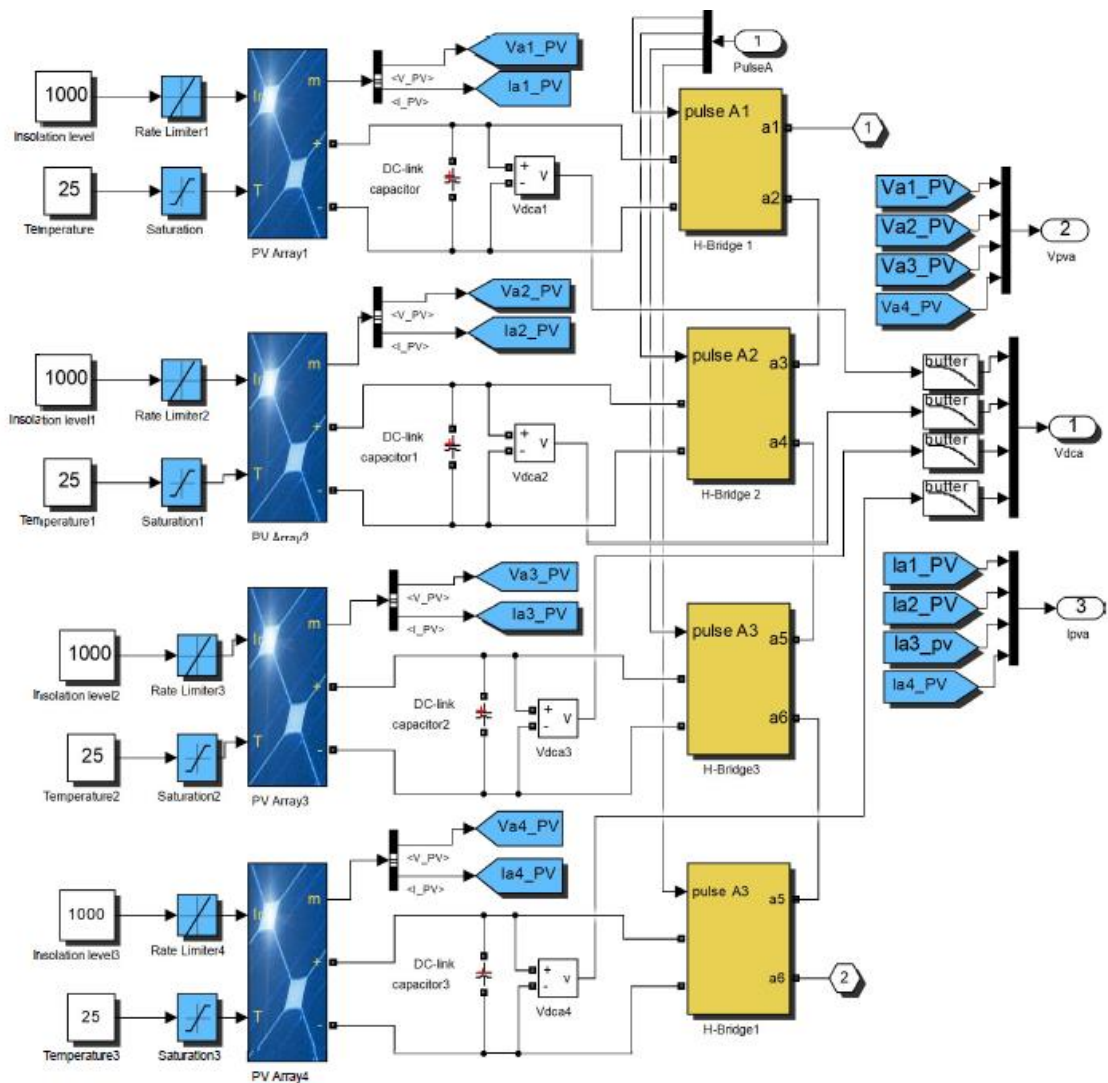 1000
Insolation level
Rate Limiter1
25
Temperature
Saturation
m
T
+
-
PV Array1
<V_PV>
<I_PV>
Va1_PV
Ia1_PV
DC-link
capacitor
+
-
v
Vdca1
1
PulseA
pulse A1
a1
a2
H-Bridge 1
1
Va1_PV
Va2_PV
Va3_PV
Va4_PV
2
Vpva
1000
Insolation level1
Rate Limiter2
25
Temperature1
Saturation1
m
In
T
+
-
<V_PV>
<I_PV>
Va2_PV
Ia2_PV
DC-link
capacitor1
+
-
v
Vdca2
pulse A2
a3
a4
H-Bridge 2
butter
butter
butter
butter
1
Vdca
1000
Insolation level2
Rate Limiter3
25
Temperature2
Saturation2
m
In
T
+
-
PV Array3
<V_PV>
<I_PV>
Va3_PV
Ia3_PV
DC-link
capacitor2
+
-
v
Vdca3
pulse A3
a5
a6
H-Bridge3
Ia1_PV
Ia2_PV
Ia3_pv
Ia4_PV
3
Ipva
1000
Insolation level3
Rate Limiter4
25
Temperature3
Saturation3
m
In
T
+
-
PV Array4
<V_PV>
<I_PV>
Va4_PV
Ia4_PV
DC-link
capacitor3
+
-
v
Vdca4
pulse A3
a5
a6
H-Bridge1
2